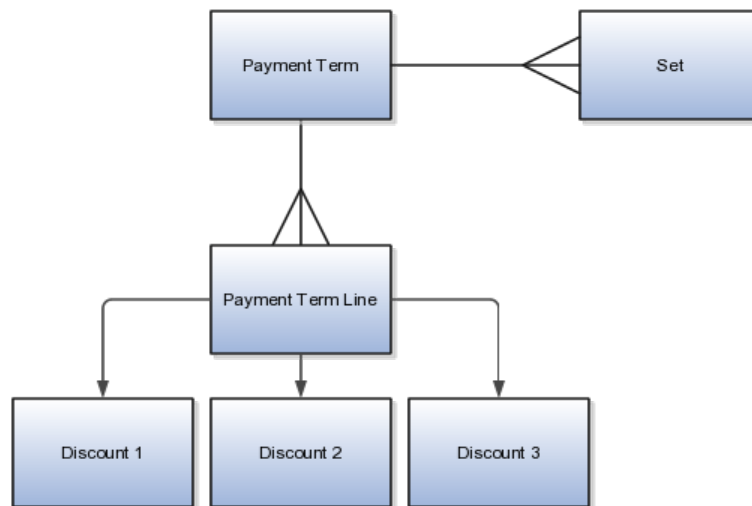 Payment Term
Set
Payment Term Line
Discount 1
Discount 2
Discount 3